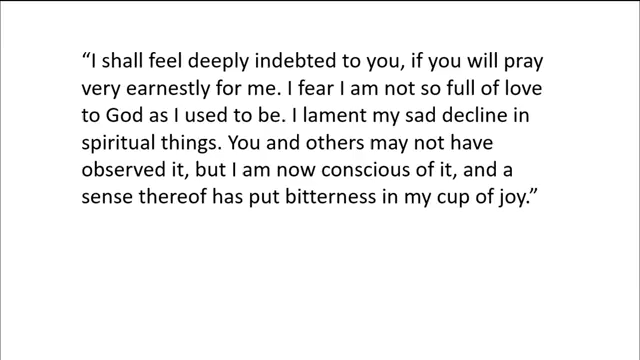 “I shall feel deeply indebted to you, if you will pray
very earnestly for me. I fear I am not so full of love
to God as I used to be. I lament my sad decline in
spiritual things. You and others may not have
observed it, but I am now conscious of it, and a
sense thereof has put bitterness in my cup of joy.”